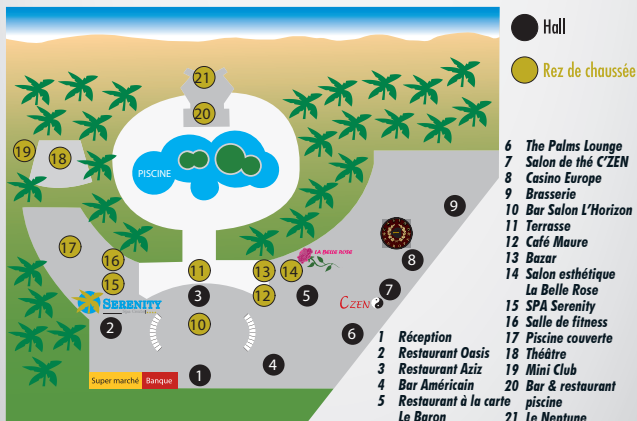 Hall
Rez de chaussée
21
20
PISCINE
19
18
17
16
15
SERENITY
2
11
3
10
13
14
12
LA BELLE ROSE
5
CZEN
7
8
9
6
4
1
Super marché
Banque
1 Réception
2 Restaurant Oasis
3 Restaurant Aziz
4 Bar Américain
5 Restaurant à la carte
Le Baron
6 The Palms Lounge
7 Salon de thé C'ZEN
8 Casino Europe
9 Brasserie
10 Bar Salon L'Horizon
11 Terrasse
12 Café Maure
13 Bazar
14 Salon esthétique
La Belle Rose
15 SPA Serenity
16 Salle de fitness
17 Piscine couverte
18 Théâtre
19 Mini Club
20 Bar & restaurant
piscine
21 Le Neptune